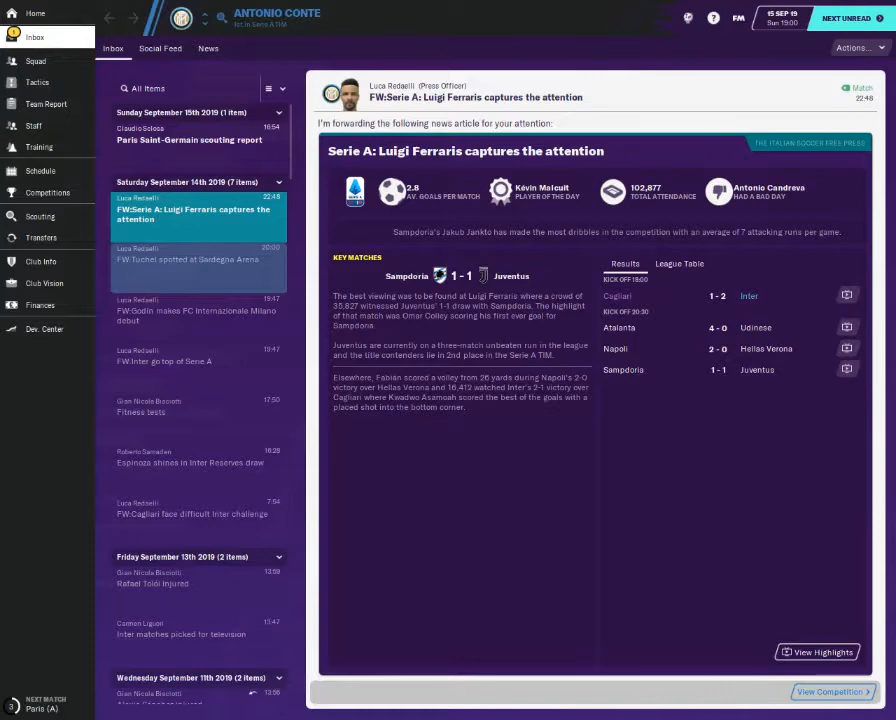 Home
ANTONIO CONTE
1st in Serie A TIM
?
FM
15 SEP 19
Sun 19:00
NEXT UNREAD
1
Inbox
Inbox
Social Feed
News
Actions...
Squad
Tactics
Team Report
Staff
Training
Schedule
Competitions
Scouting
Transfers
Club Info
Club Vision
Finances
Dev. Center
3
NEXT MATCH
Paris (A)
All Items
Sunday September 15th 2019 (1 item)
Claudio Sclosa
16:54
Paris Saint-Germain scouting report
Saturday September 14th 2019 (7 items)
Luca Redaelli
22:48
FW:Serie A: Luigi Ferraris captures the
attention
Luca Redaelli
20:00
FW:Tuchel spotted at Sardegna Arena
Luca Redaelli
19:47
FW:Godín makes FC Internazionale Milano
debut
Luca Redaelli
19:47
FW:Inter go top of Serie A
Gian Nicola Bisciotti
17:50
Fitness tests
Roberto Samaden
16:28
Espinoza shines in Inter Reserves draw
Luca Redaelli
7:54
FW:Cagliari face difficult Inter challenge
Friday September 13th 2019 (2 items)
Gian Nicola Bisciotti
13:59
Rafael Tolói injured
Carmen Liguori
13:47
Inter matches picked for television
Wednesday September 11th 2019 (2 items)
Gian Nicola Bisciotti
13:56
Alexis Sánchez injured
Luca Redaelli (Press Officer)
FW:Serie A: Luigi Ferraris captures the attention
Match
22:48
I'm forwarding the following news article for your attention:
Serie A: Luigi Ferraris captures the attention
THE ITALIAN SOCCER FREE PRESS
2.8
AV. GOALS PER MATCH
Kévin Malcuit
PLAYER OF THE DAY
102,877
TOTAL ATTENDANCE
Antonio Candreva
HAD A BAD DAY
Sampdoria's Jakub Jankto has made the most dribbles in the competition with an average of 7 attacking runs per game.
KEY MATCHES
Sampdoria 1 - 1 Juventus
The best viewing was to be found at Luigi Ferraris where a crowd of
35,827 witnessed Juventus' 1-1 draw with Sampdoria. The highlight
of that match was Omar Colley scoring his first ever goal for
Sampdoria.
Juventus are currently on a three-match unbeaten run in the league
and the title contenders lie in 2nd place in the Serie A TIM.
Elsewhere, Fabián scored a volley from 26 yards during Napoli's 2-0
victory over Hellas Verona and 16,412 watched Inter's 2-1 victory over
Cagliari where Kwadwo Asamoah scored the best of the goals with a
placed shot into the bottom corner.
Results
League Table
KICK OFF 18:00
Cagliari 1 - 2 Inter
KICK OFF 20:30
Atalanta 4 - 0 Udinese
Napoli 2 - 0 Hellas Verona
Sampdoria 1 - 1 Juventus
View Highlights
View Competition >